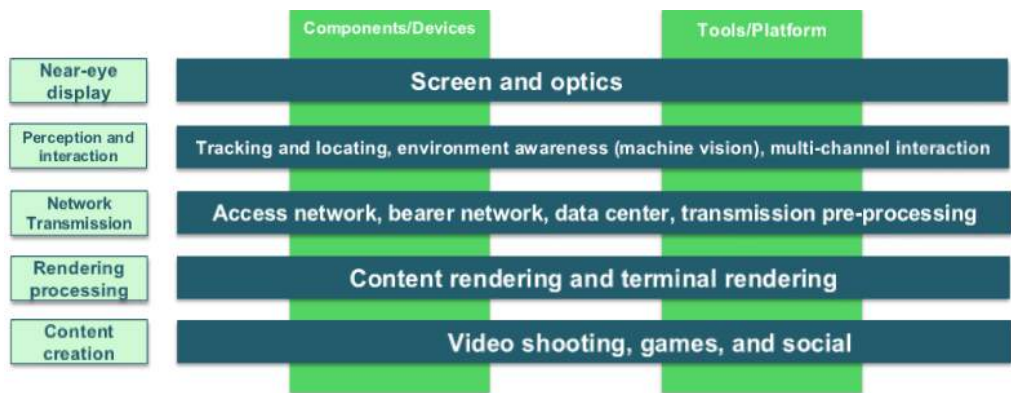 Components/Devices
Tools/Platform
Near-eye
display
Screen and optics
Perception and
interaction
Tracking and locating, environment awareness (machine vision), multi-channel interaction
Network
Transmission
Access network, bearer network, data center, transmission pre-processing
Rendering
processing
Content rendering and terminal rendering
Content
creation
Video shooting, games, and social